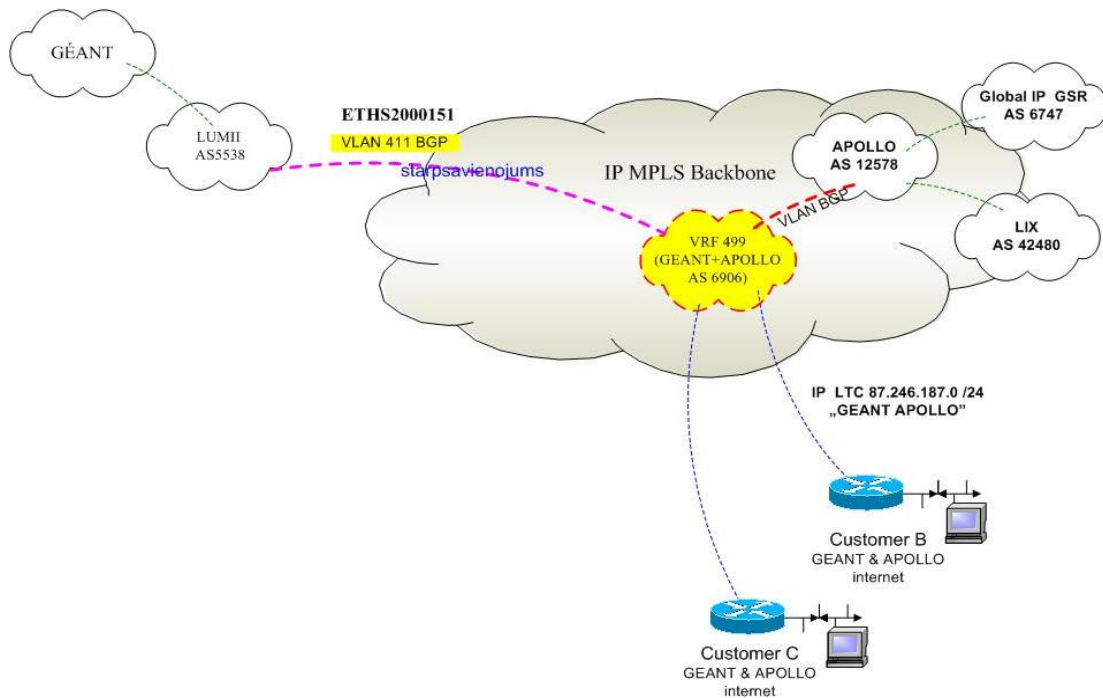 GÉANT
LUMII
AS5538
ETHS2000151
VLAN 411 BGP
starpsavienojums
IP MPLS Backbone
APOLLO
AS 12578
Global IP GSR
AS 6747
LIX
AS 42480
VLAN BGP
VRF 499
(GEANT+APOLLO
AS 6906)
IP LTC 87.246.187.0 /24
„GEANT APOLLO”
Customer B
GEANT & APOLLO
internet
Customer C
GEANT & APOLLO
internet